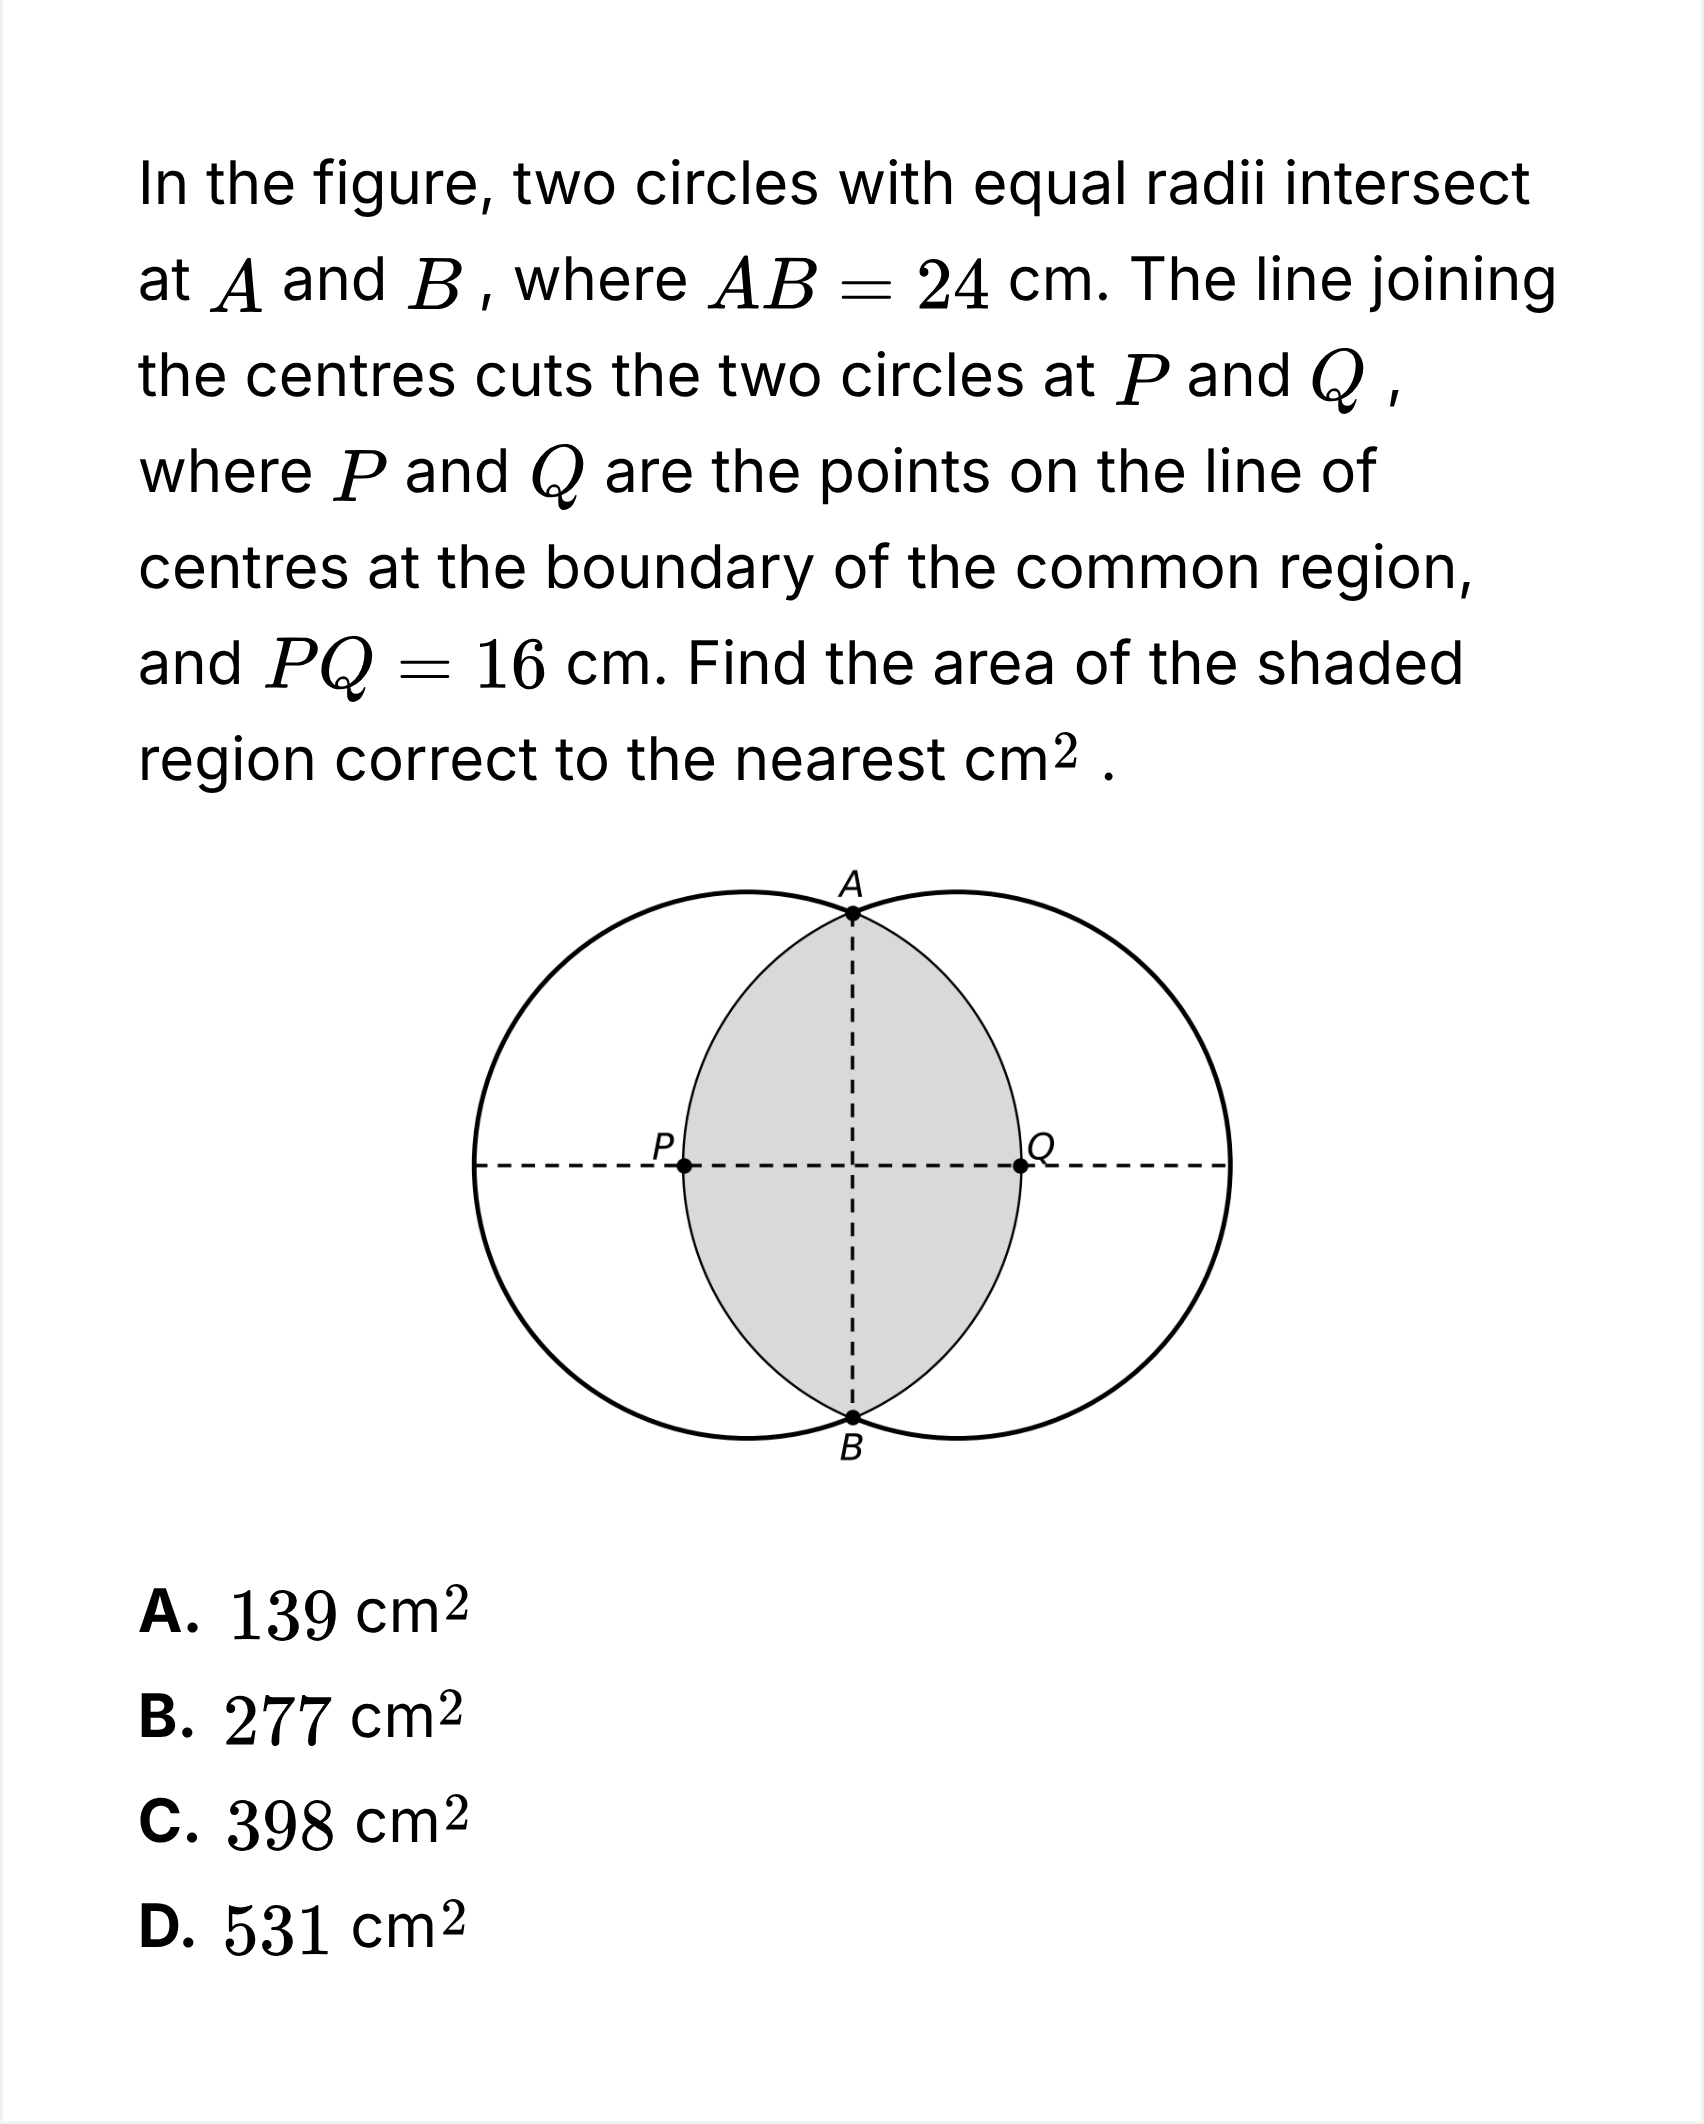 In the figure, two circles with equal radii intersect
at A and B , where AB = 24 cm. The line joining
the centres cuts the two circles at P and Q ,
where P and Q are the points on the line of
centres at the boundary of the common region,
and PQ = 16 cm. Find the area of the shaded
region correct to the nearest cm² .
A
P
Q
B
A. 139 cm²
B. 277 cm²
C. 398 cm²
D. 531 cm²